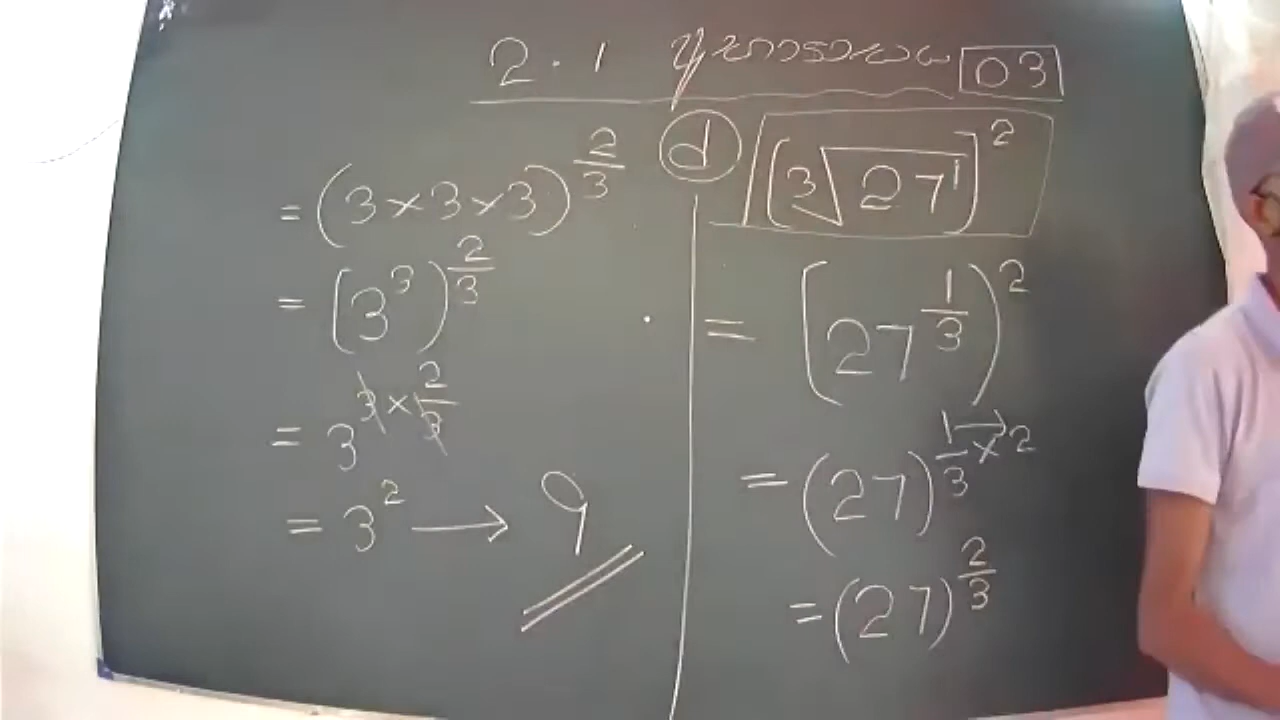 2.1 අභ්‍යාසය 03
(d) (∛27¹)²
= (27^(1/3))²
= (27)^(1/3 × 2)
= (27)^(2/3)
= (3×3×3)^(2/3)
= (3³)^(2/3)
= 3^(3 × 2/3)
= 3² → 9